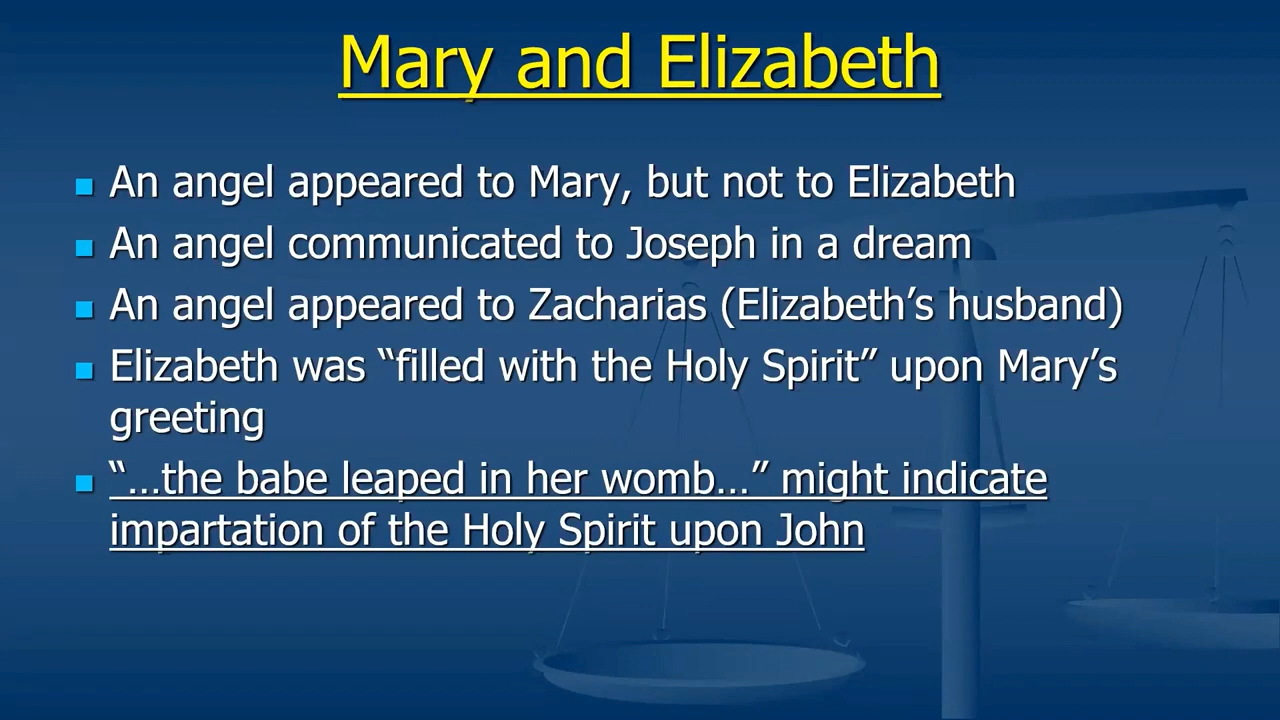 Mary and Elizabeth
An angel appeared to Mary, but not to Elizabeth
An angel communicated to Joseph in a dream
An angel appeared to Zacharias (Elizabeth’s husband)
Elizabeth was “filled with the Holy Spirit” upon Mary’s
greeting
“…the babe leaped in her womb…” might indicate
impartation of the Holy Spirit upon John